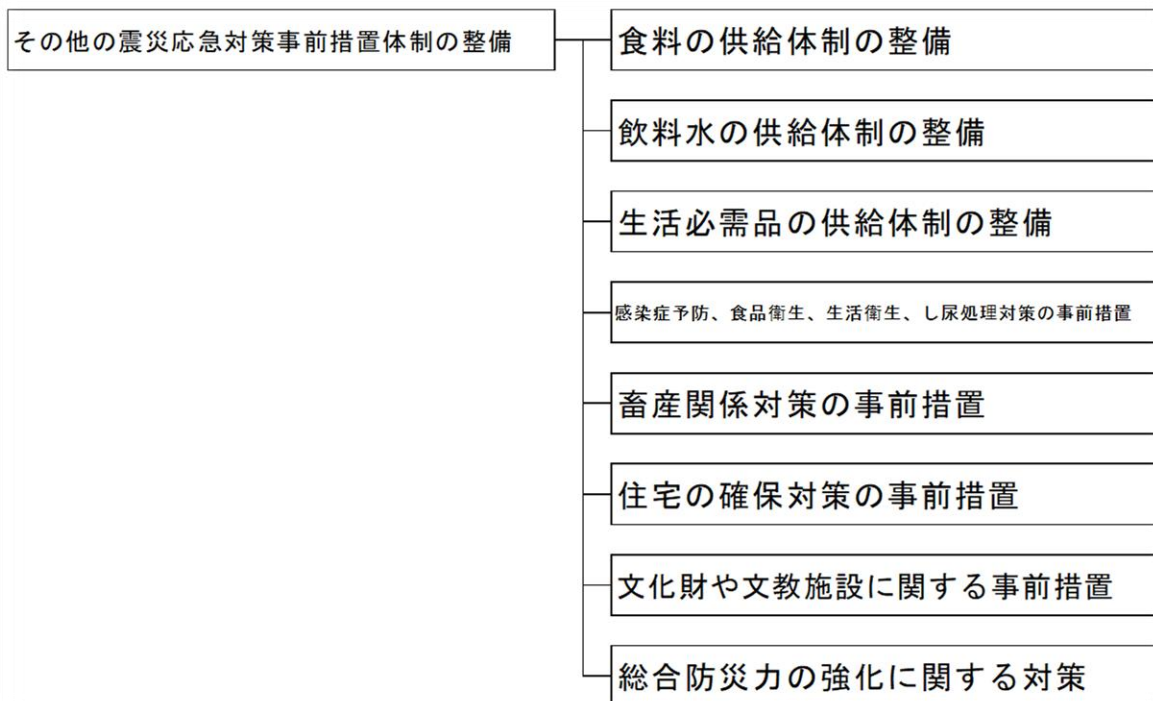 その他の震災応急対策事前措置体制の整備
食料の供給体制の整備
飲料水の供給体制の整備
生活必需品の供給体制の整備
感染症予防、食品衛生、生活衛生、し尿処理対策の事前措置
畜産関係対策の事前措置
住宅の確保対策の事前措置
文化財や文教施設に関する事前措置
総合防災力の強化に関する対策